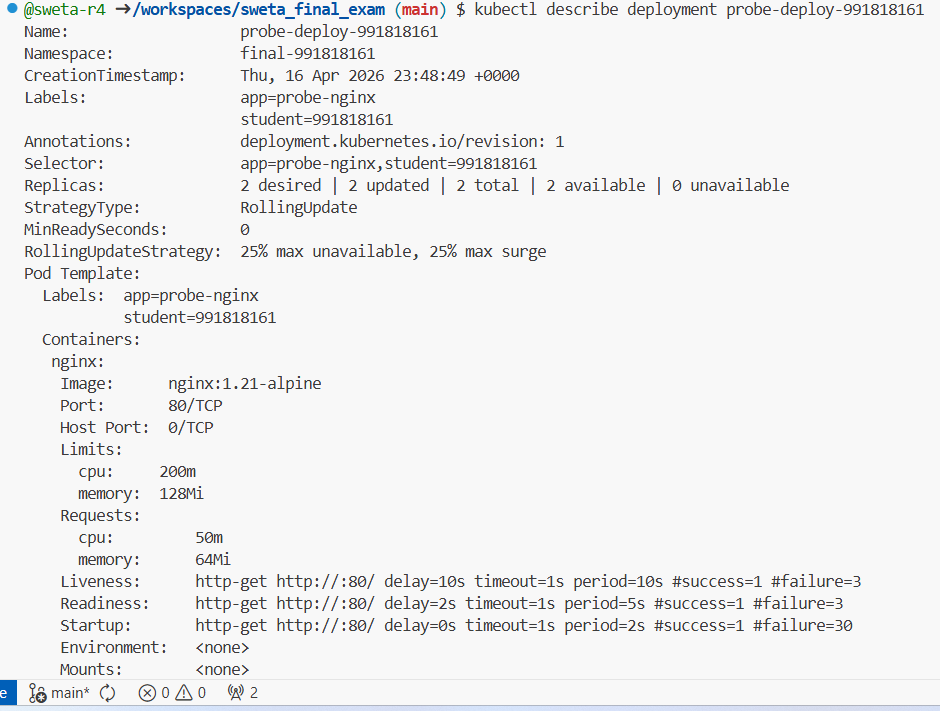 @sweta-r4 → /workspaces/sweta_final_exam (main) $ kubectl describe deployment probe-deploy-991818161
Name:                   probe-deploy-991818161
Namespace:              final-991818161
CreationTimestamp:      Thu, 16 Apr 2026 23:48:49 +0000
Labels:                 app=probe-nginx
                        student=991818161
Annotations:            deployment.kubernetes.io/revision: 1
Selector:               app=probe-nginx,student=991818161
Replicas:               2 desired | 2 updated | 2 total | 2 available | 0 unavailable
StrategyType:           RollingUpdate
MinReadySeconds:        0
RollingUpdateStrategy:  25% max unavailable, 25% max surge
Pod Template:
  Labels:  app=probe-nginx
           student=991818161
  Containers:
   nginx:
    Image:      nginx:1.21-alpine
    Port:       80/TCP
    Host Port:  0/TCP
    Limits:
      cpu:     200m
      memory:  128Mi
    Requests:
      cpu:        50m
      memory:     64Mi
    Liveness:     http-get http://:80/ delay=10s timeout=1s period=10s #success=1 #failure=3
    Readiness:    http-get http://:80/ delay=2s timeout=1s period=5s #success=1 #failure=3
    Startup:      http-get http://:80/ delay=0s timeout=1s period=2s #success=1 #failure=30
    Environment:  <none>
    Mounts:       <none>
e main* 0 0 2